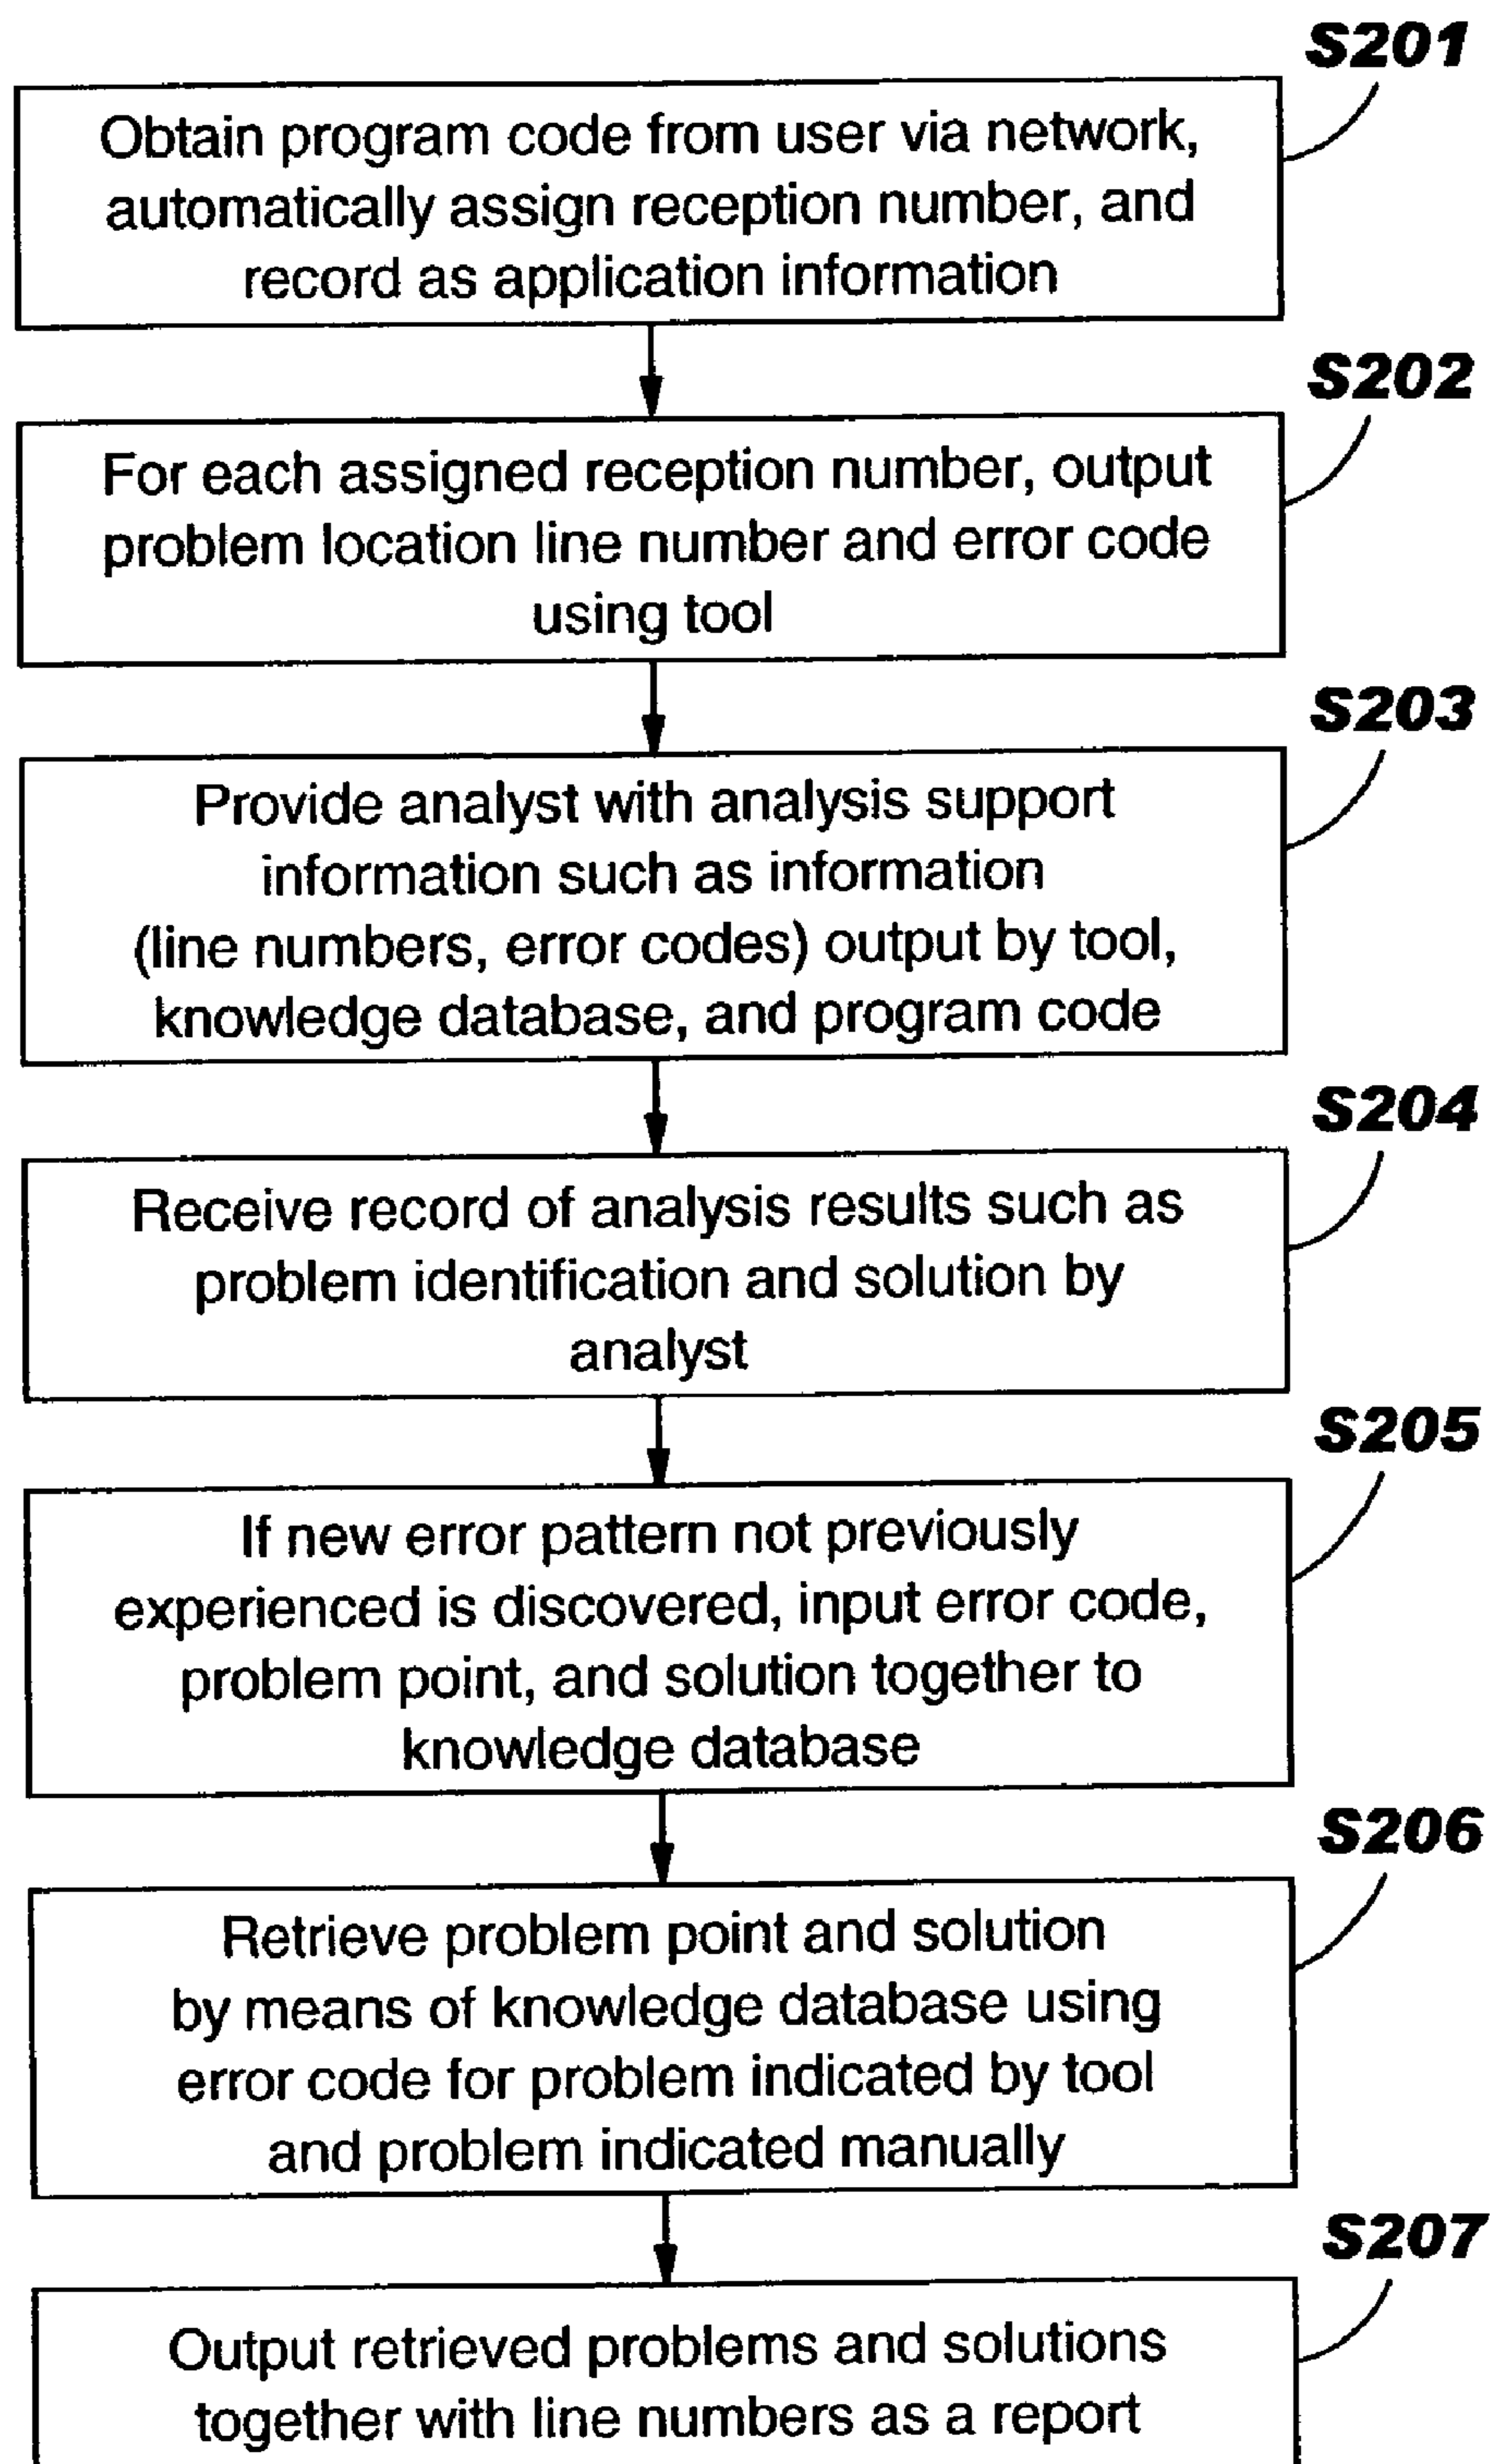 S201
Obtain program code from user via network,
automatically assign reception number, and
record as application information
S202
For each assigned reception number, output
problem location line number and error code
using tool
S203
Provide analyst with analysis support
information such as information
(line numbers, error codes) output by tool,
knowledge database, and program code
S204
Receive record of analysis results such as
problem identification and solution by
analyst
S205
If new error pattern not previously
experienced is discovered, input error code,
problem point, and solution together to
knowledge database
S206
Retrieve problem point and solution
by means of knowledge database using
error code for problem indicated by tool
and problem indicated manually
S207
Output retrieved problems and solutions
together with line numbers as a report